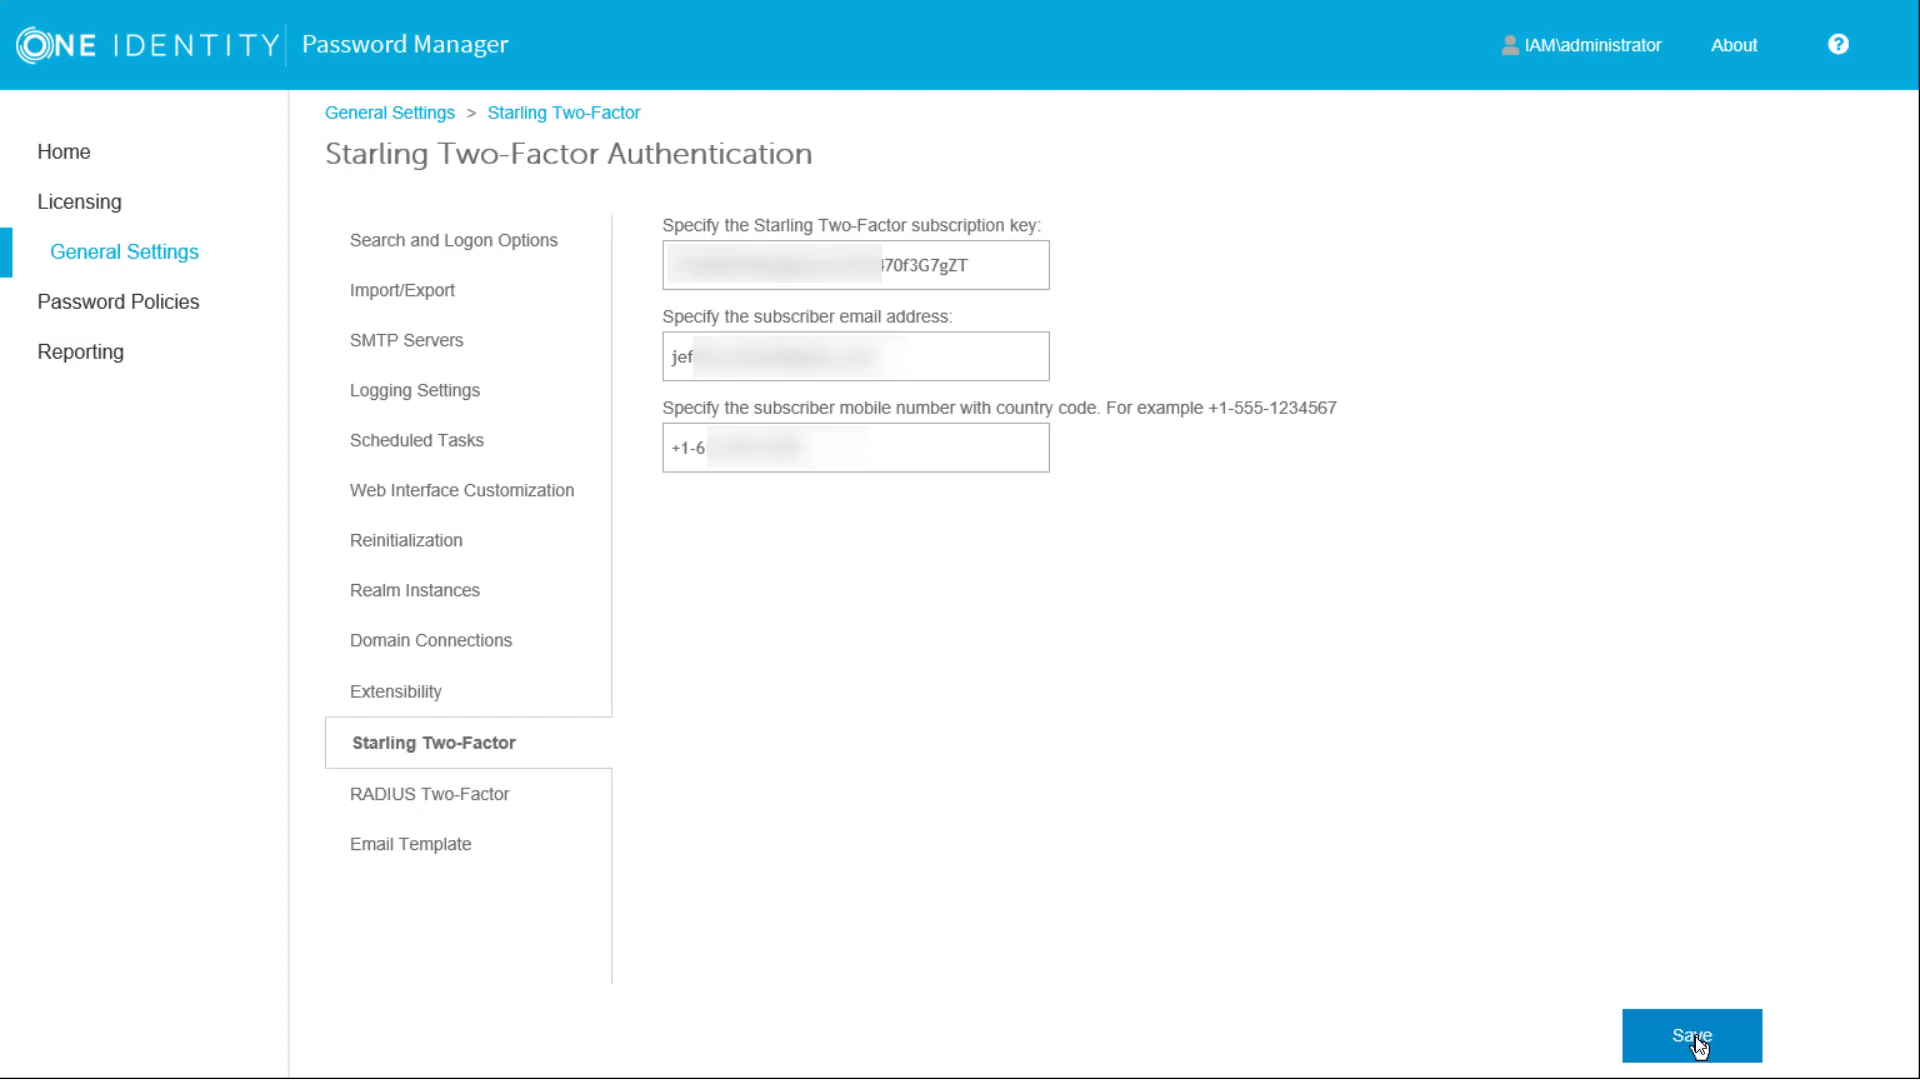 ONE IDENTITY Password Manager
IAM\administrator
About
?
Home
Licensing
General Settings
Password Policies
Reporting
General Settings > Starling Two-Factor
Starling Two-Factor Authentication
Search and Logon Options
Import/Export
SMTP Servers
Logging Settings
Scheduled Tasks
Web Interface Customization
Reinitialization
Realm Instances
Domain Connections
Extensibility
Starling Two-Factor
RADIUS Two-Factor
Email Template
Specify the Starling Two-Factor subscription key:
70f3G7gZT
Specify the subscriber email address:
jef
Specify the subscriber mobile number with country code. For example +1-555-1234567
+1-6
Save